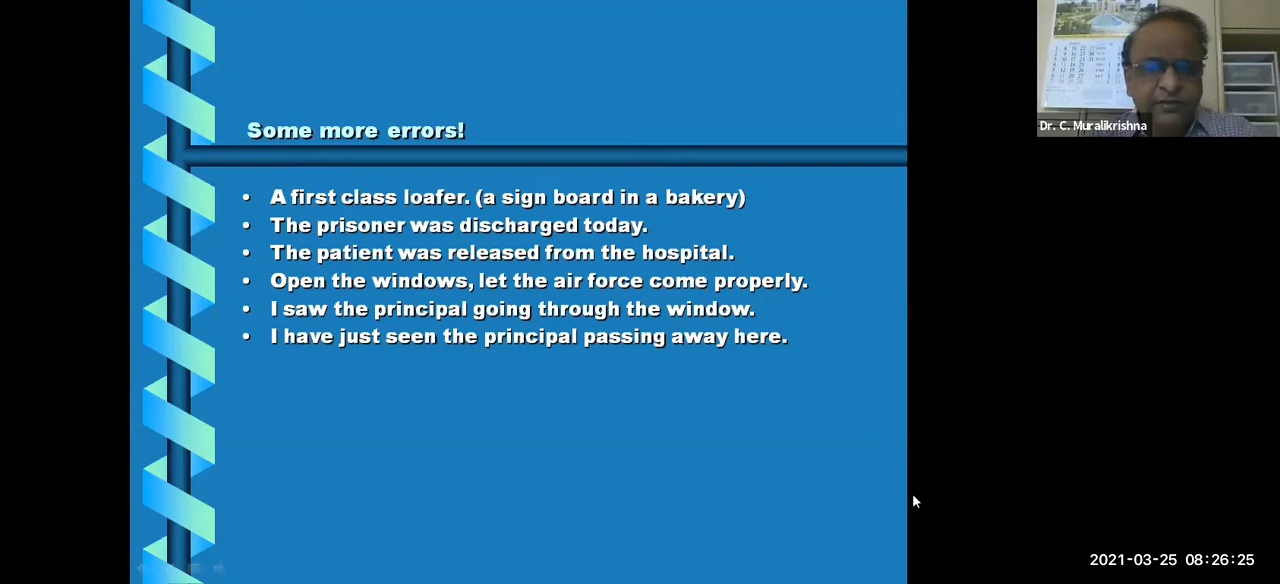 Some more errors!
• A first class loafer. (a sign board in a bakery)
• The prisoner was discharged today.
• The patient was released from the hospital.
• Open the windows, let the air force come properly.
• I saw the principal going through the window.
• I have just seen the principal passing away here.
Dr. C. Muralikrishna
2021-03-25 08:26:25